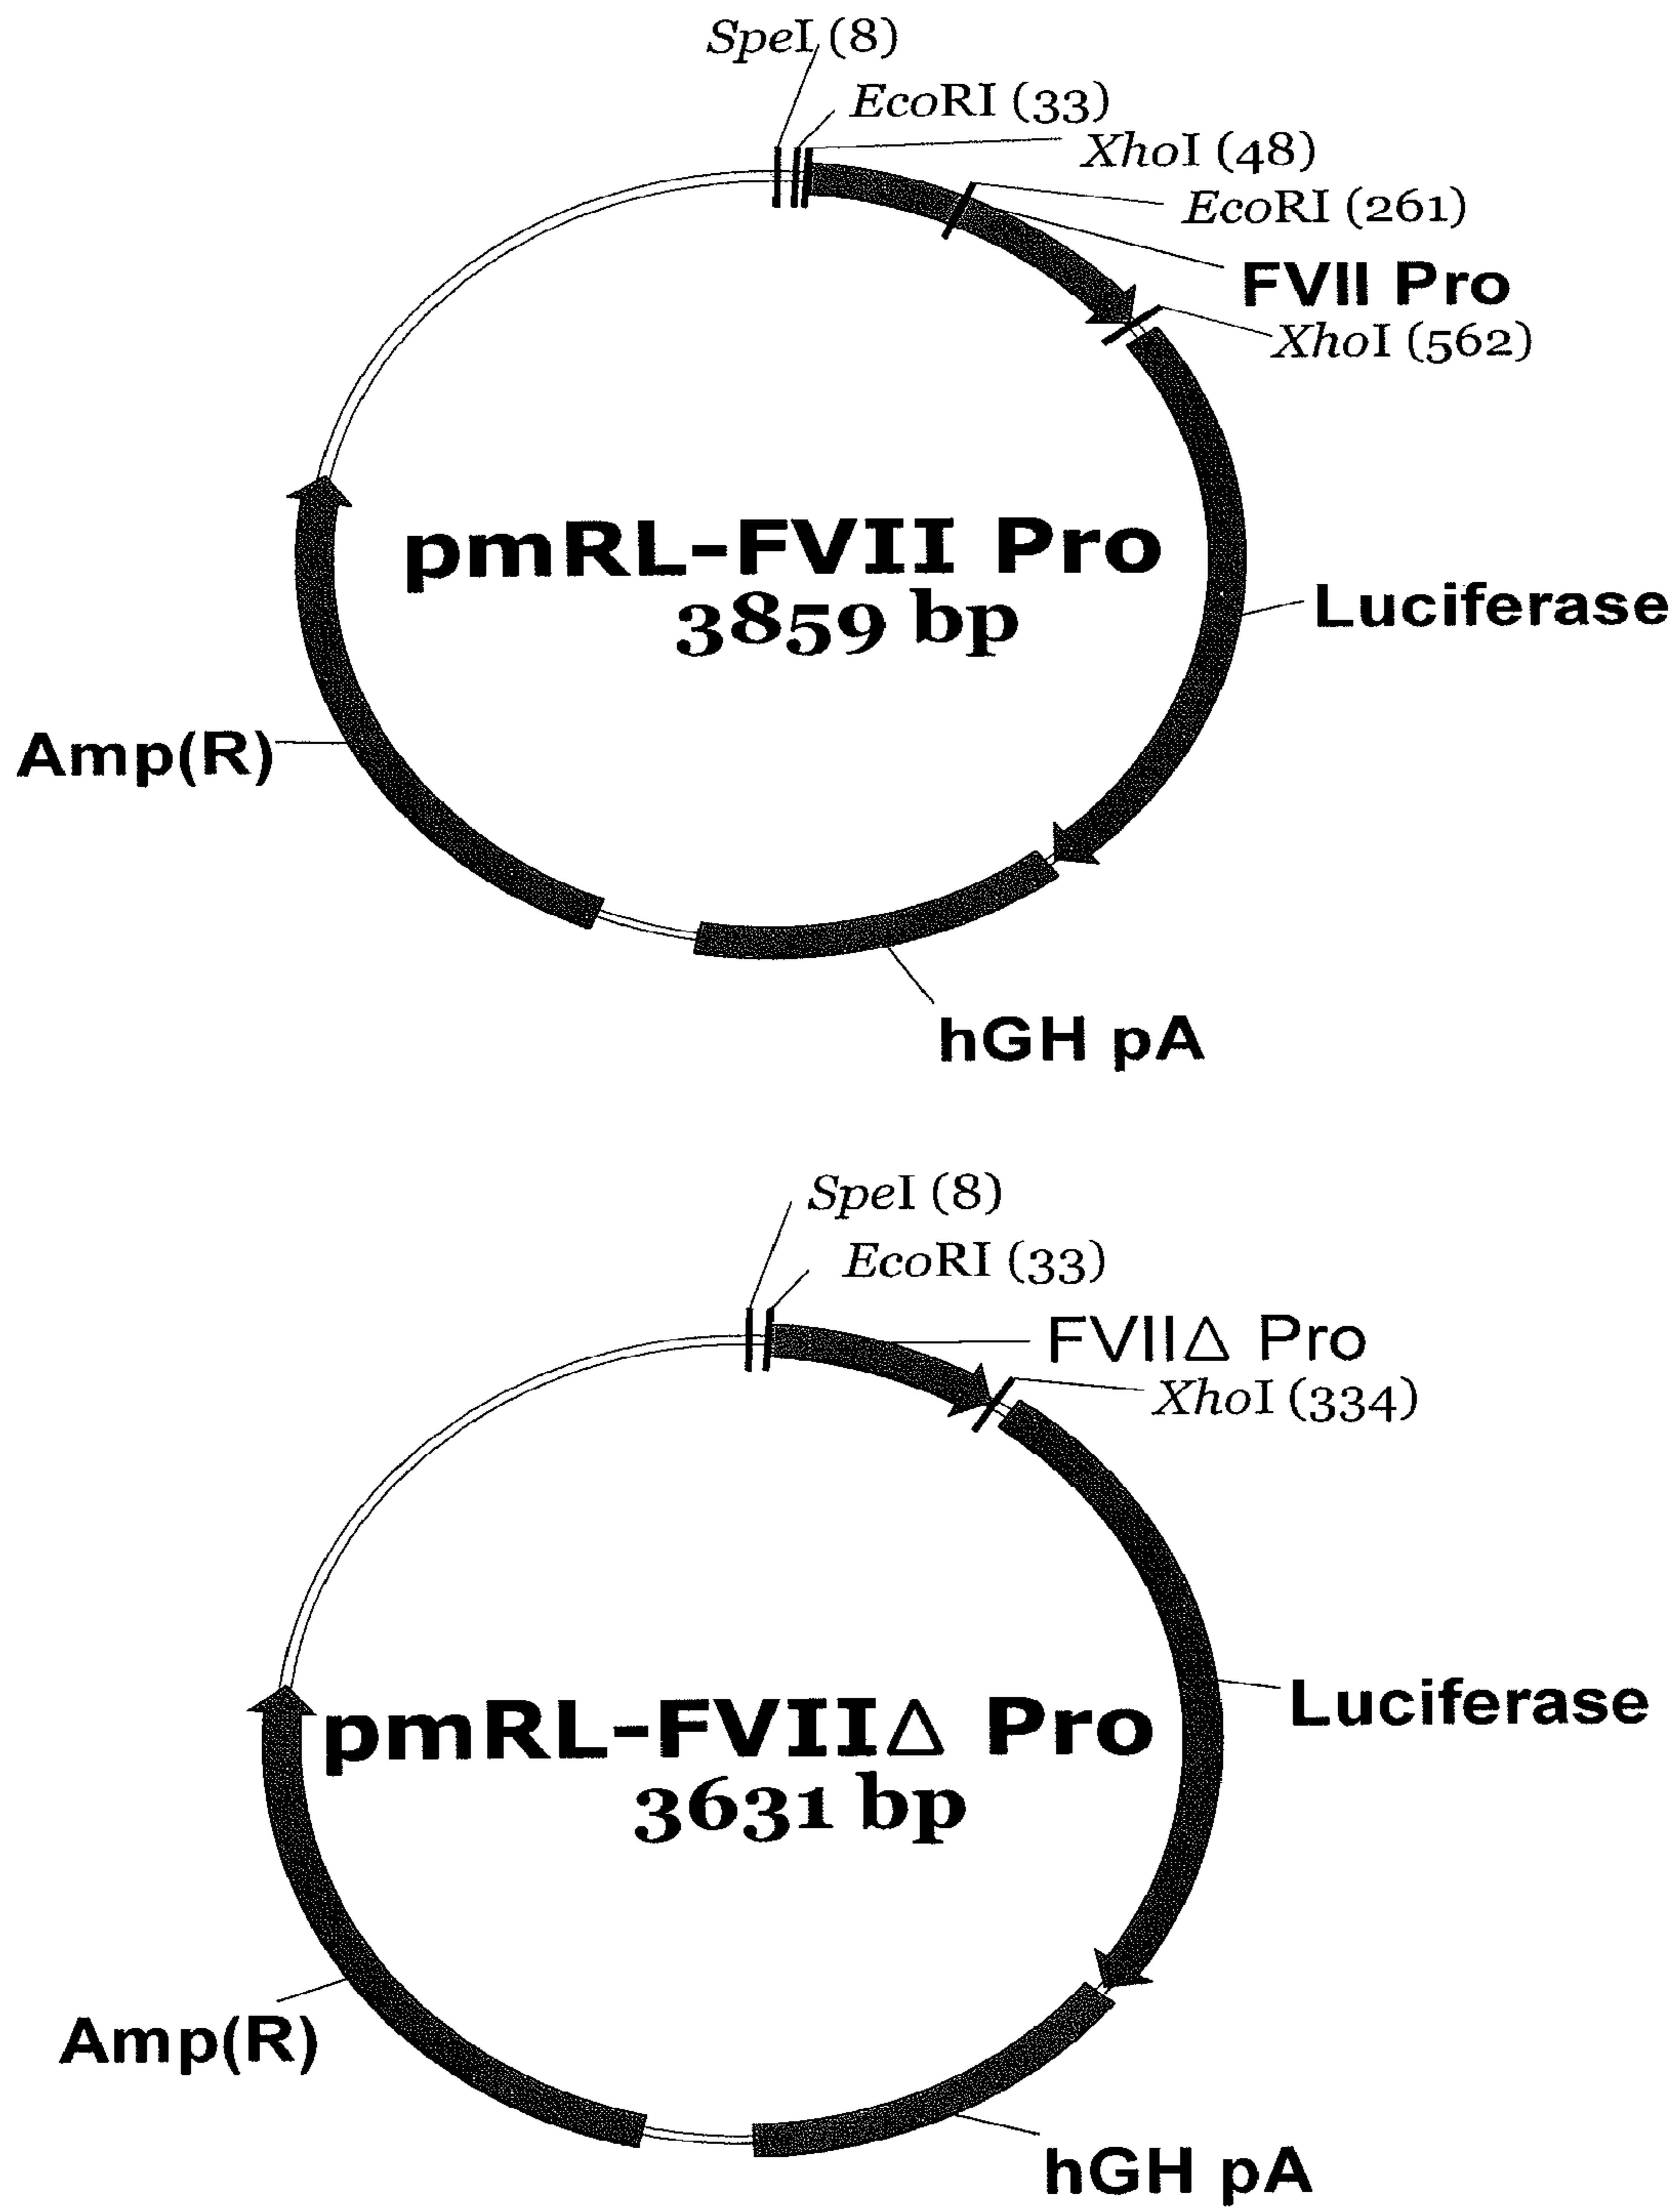 SpeI (8)
EcoRI (33)
XhoI (48)
EcoRI (261)
FVII Pro
XhoI (562)
pmRL-FVII Pro
3859 bp
Luciferase
Amp(R)
hGH pA
SpeI (8)
EcoRI (33)
FVIIΔ Pro
XhoI (334)
pmRL-FVIIΔ Pro
3631 bp
Luciferase
Amp(R)
hGH pA